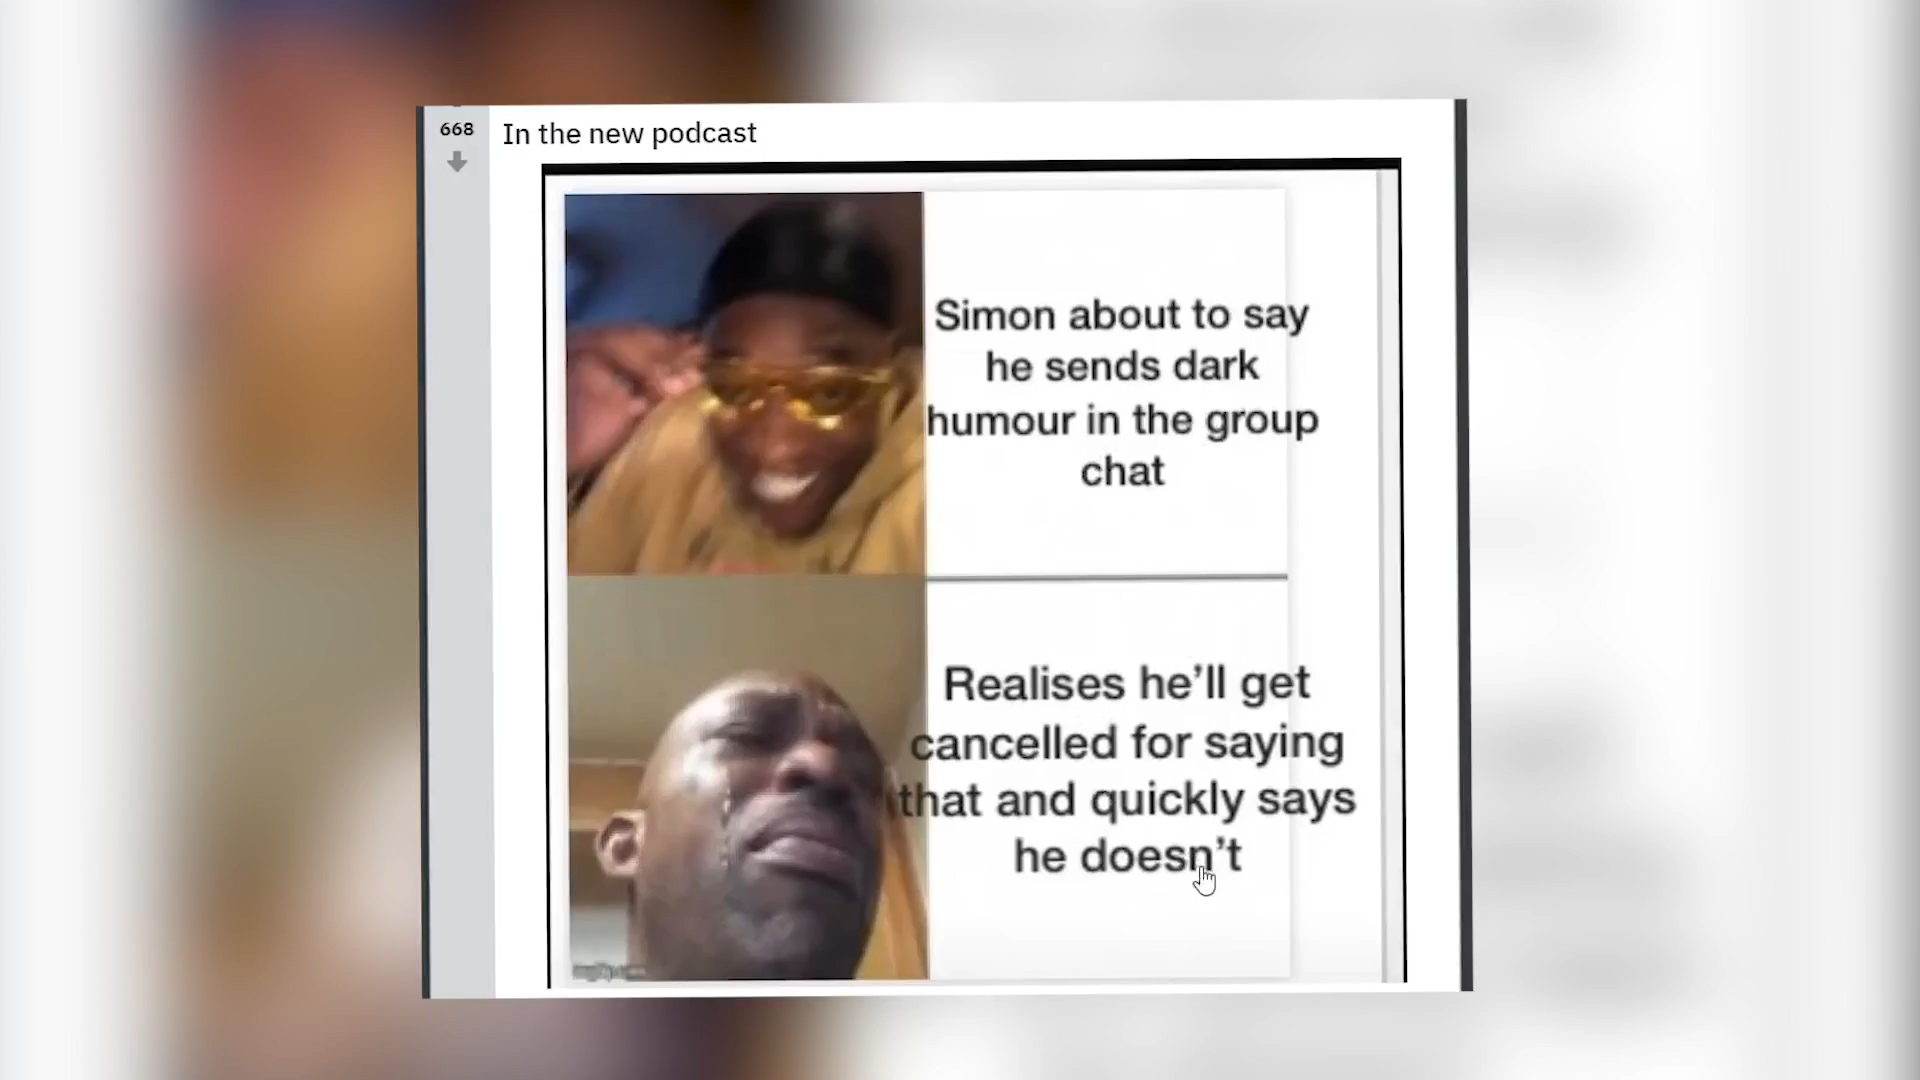 668
In the new podcast
Simon about to say
he sends dark
humour in the group
chat
Realises he’ll get
cancelled for saying
that and quickly says
he doesn’t